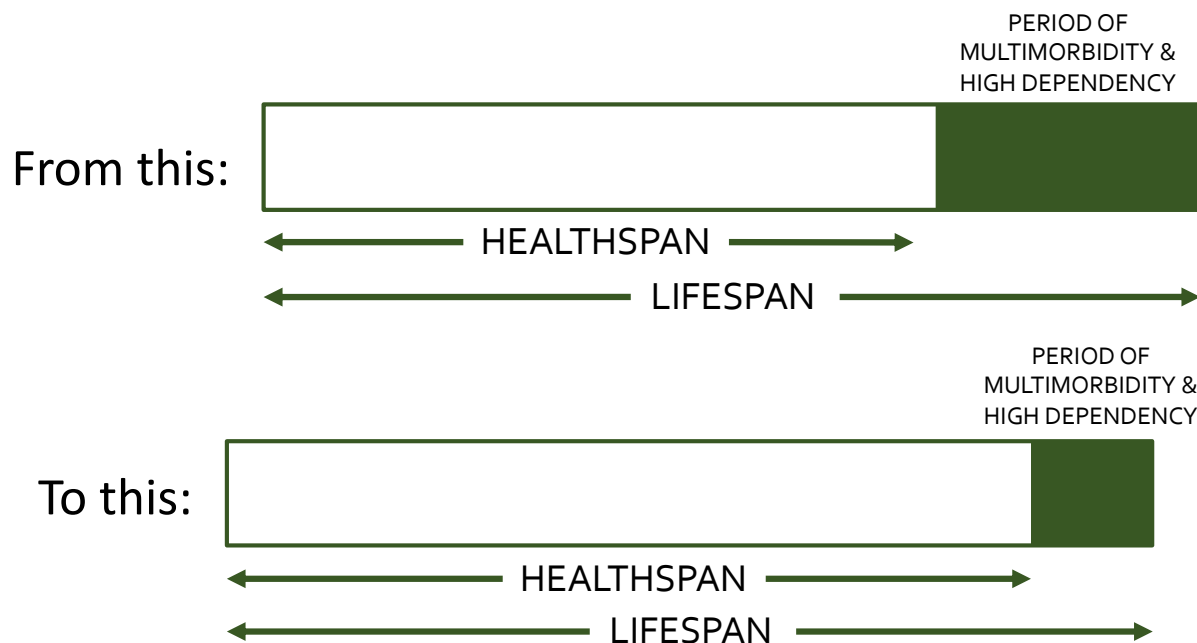 PERIOD OF
MULTIMORBIDITY &
HIGH DEPENDENCY
From this:
HEALTHSPAN
LIFESPAN
PERIOD OF
MULTIMORBIDITY &
HIGH DEPENDENCY
To this:
HEALTHSPAN
LIFESPAN